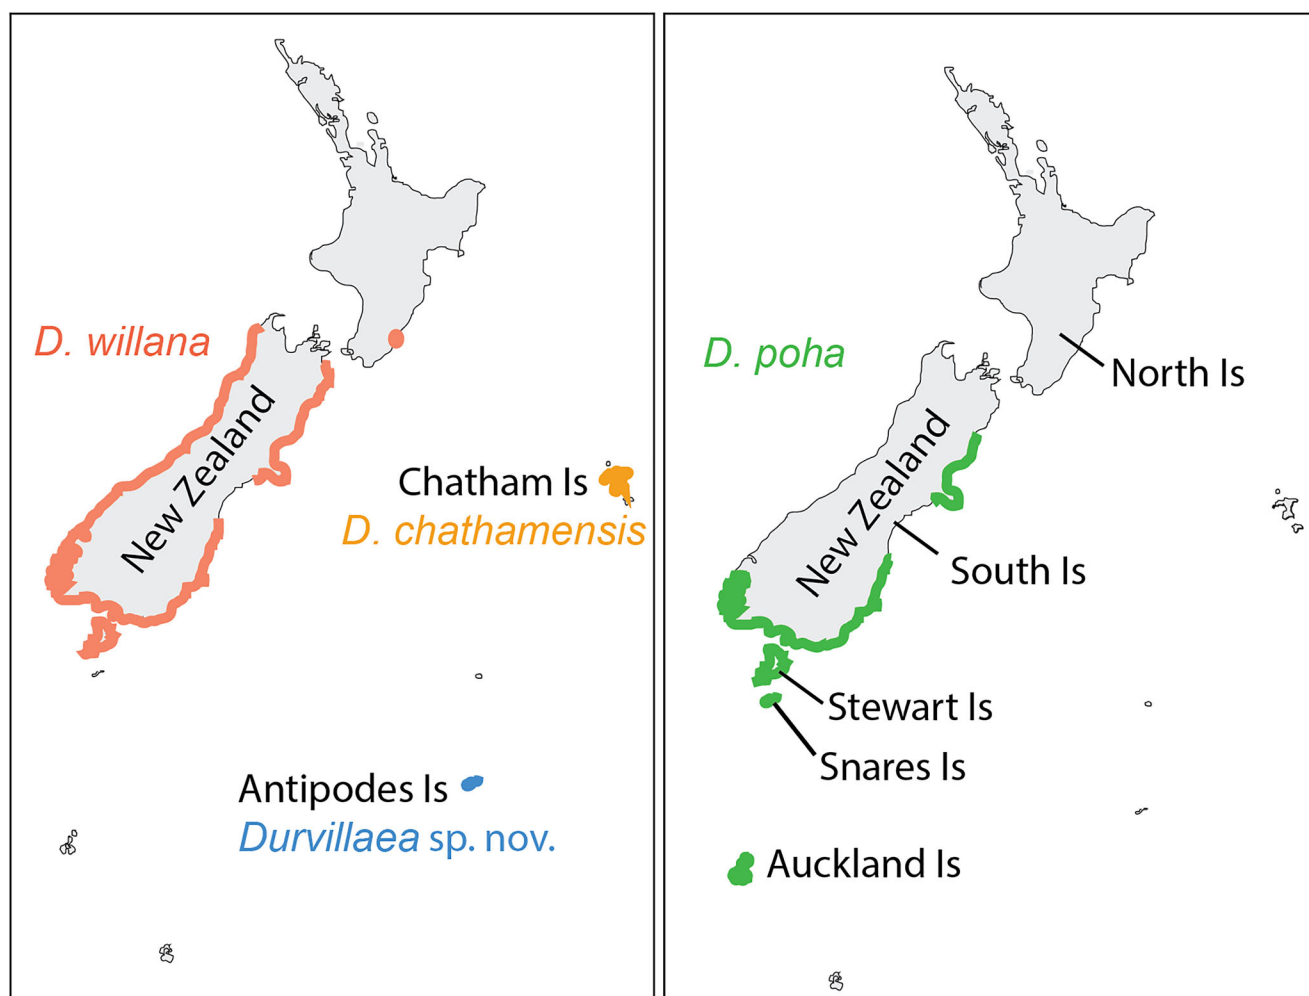 D. willana
New Zealand
Chatham Is
D. chathamensis
Antipodes Is
Durvillaea sp. nov.
D. poha
North Is
New Zealand
South Is
Stewart Is
Snares Is
Auckland Is